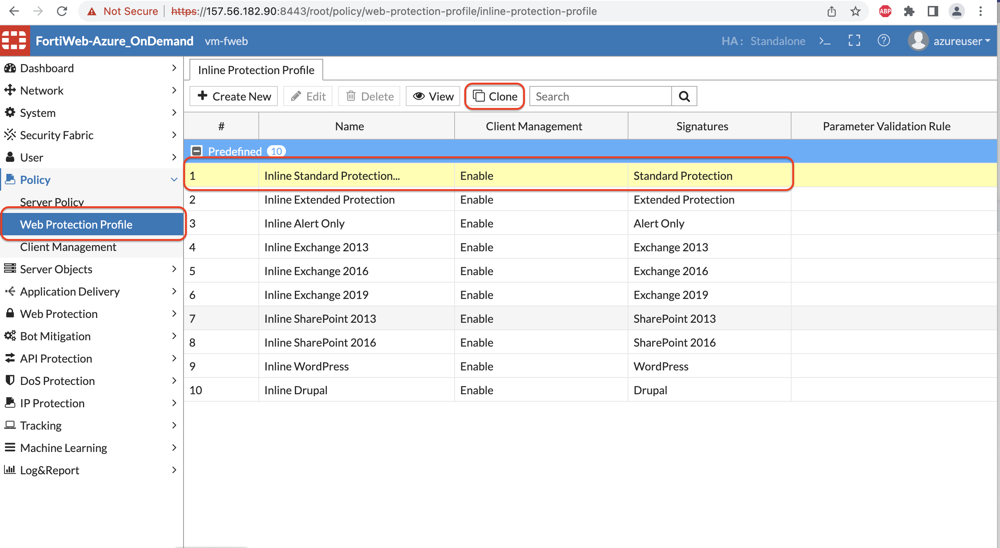 Not Secure https://157.56.182.90:8443/root/policy/web-protection-profile/inline-protection-profile ABP
FortiWeb-Azure_OnDemand vm-fweb HA: Standalone >_ ? azureuser
Dashboard
Network
System
Security Fabric
User
Policy
Server Policy
Web Protection Profile
Client Management
Server Objects
Application Delivery
Web Protection
Bot Mitigation
API Protection
DoS Protection
IP Protection
Tracking
Machine Learning
Log&Report
Inline Protection Profile
Create New Edit Delete View Clone Search
# Name Client Management Signatures Parameter Validation Rule
Predefined 10
1 Inline Standard Protection... Enable Standard Protection
2 Inline Extended Protection Enable Extended Protection
3 Inline Alert Only Enable Alert Only
4 Inline Exchange 2013 Enable Exchange 2013
5 Inline Exchange 2016 Enable Exchange 2016
6 Inline Exchange 2019 Enable Exchange 2019
7 Inline SharePoint 2013 Enable SharePoint 2013
8 Inline SharePoint 2016 Enable SharePoint 2016
9 Inline WordPress Enable WordPress
10 Inline Drupal Enable Drupal